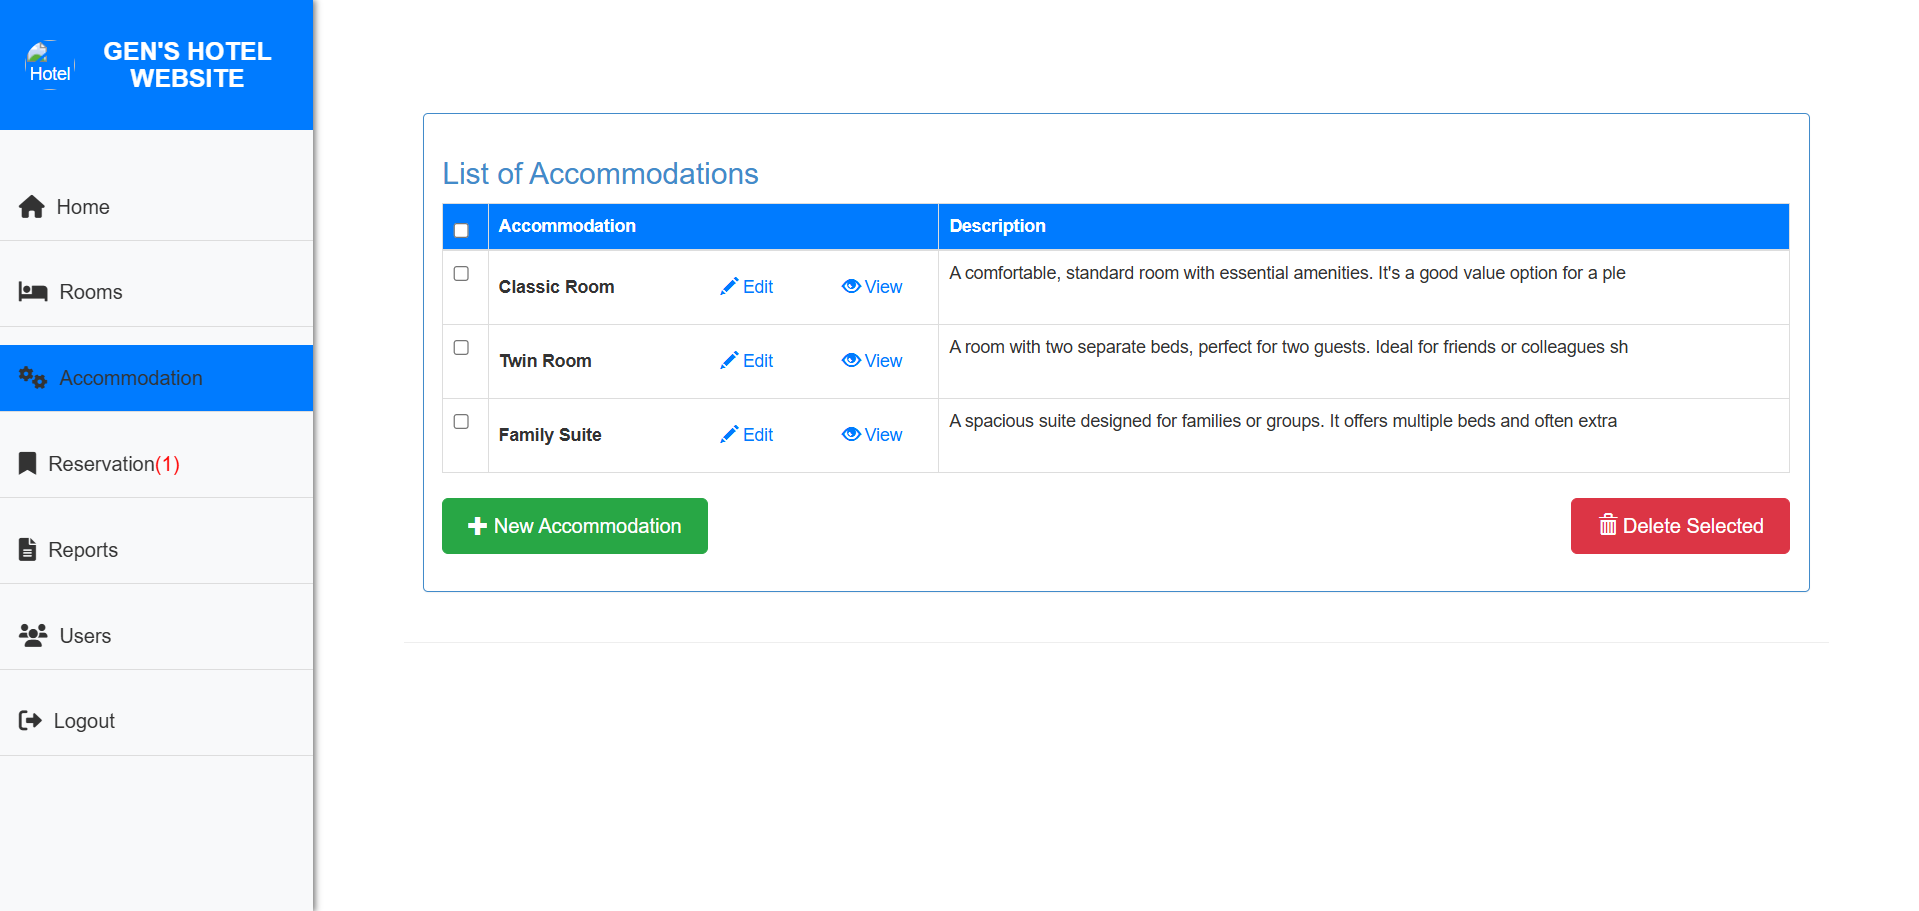 Hotel
GEN'S HOTEL
WEBSITE
Home
Rooms
Accommodation
Reservation(1)
Reports
Users
Logout
List of Accommodations
Accommodation Description
Classic Room Edit View A comfortable, standard room with essential amenities. It's a good value option for a ple
Twin Room Edit View A room with two separate beds, perfect for two guests. Ideal for friends or colleagues sh
Family Suite Edit View A spacious suite designed for families or groups. It offers multiple beds and often extra
New Accommodation Delete Selected